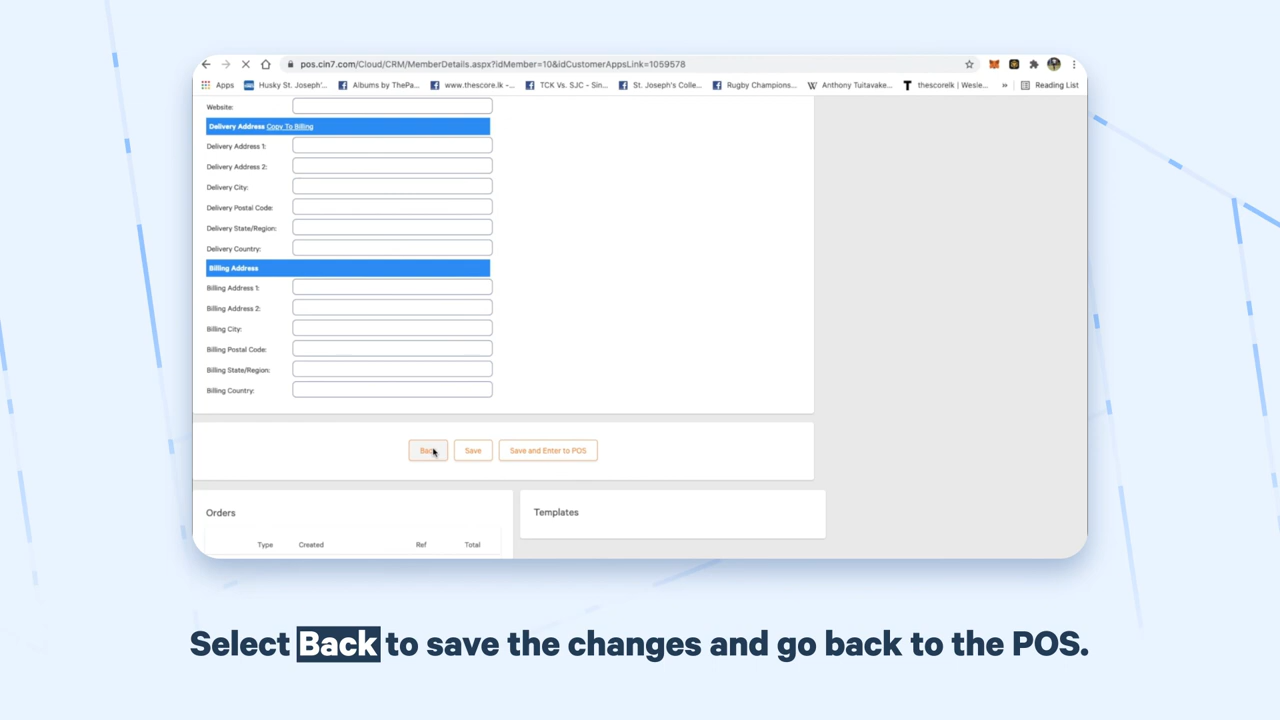 pos.cin7.com/Cloud/CRM/MemberDetails.aspx?idMember=10&idCustomerAppsLink=1059578
Apps Husky St. Joseph'... Albums by ThePa... www.thescore.lk -... TCK Vs. SJC - Sin... St. Joseph's Colle... Rugby Champions... Anthony Tuitavake... thescorelk | Wesle... » Reading List
Website:
Delivery Address Copy To Billing
Delivery Address 1:
Delivery Address 2:
Delivery City:
Delivery Postal Code:
Delivery State/Region:
Delivery Country:
Billing Address
Billing Address 1:
Billing Address 2:
Billing City:
Billing Postal Code:
Billing State/Region:
Billing Country:
Back Save Save and Enter to POS
Orders Templates
Type Created Ref Total
Select Back to save the changes and go back to the POS.